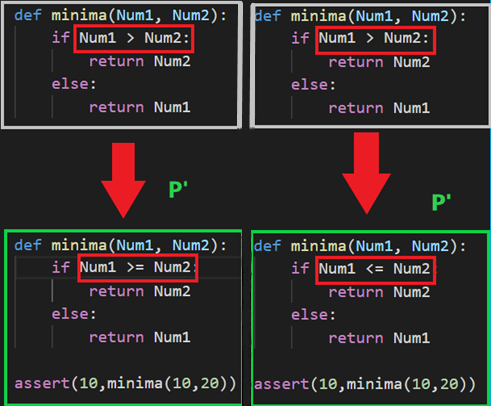 def minima(Num1, Num2):
    if Num1 > Num2:
        return Num2
    else:
        return Num1
P'
def minima(Num1, Num2):
    if Num1 >= Num2:
        return Num2
    else:
        return Num1
assert(10,minima(10,20))
def minima(Num1, Num2):
    if Num1 > Num2:
        return Num2
    else:
        return Num1
P'
def minima(Num1, Num2):
    if Num1 <= Num2:
        return Num2
    else:
        return Num1
assert(10,minima(10,20))